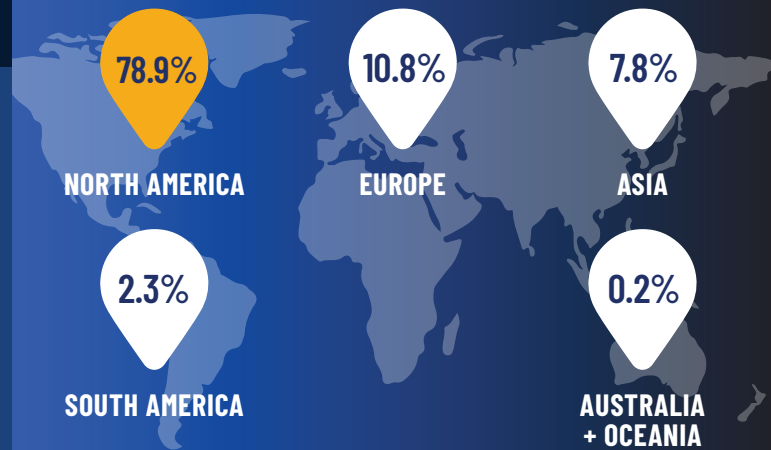 78.9%
NORTH AMERICA
10.8%
EUROPE
7.8%
ASIA
2.3%
SOUTH AMERICA
0.2%
AUSTRALIA
+ OCEANIA